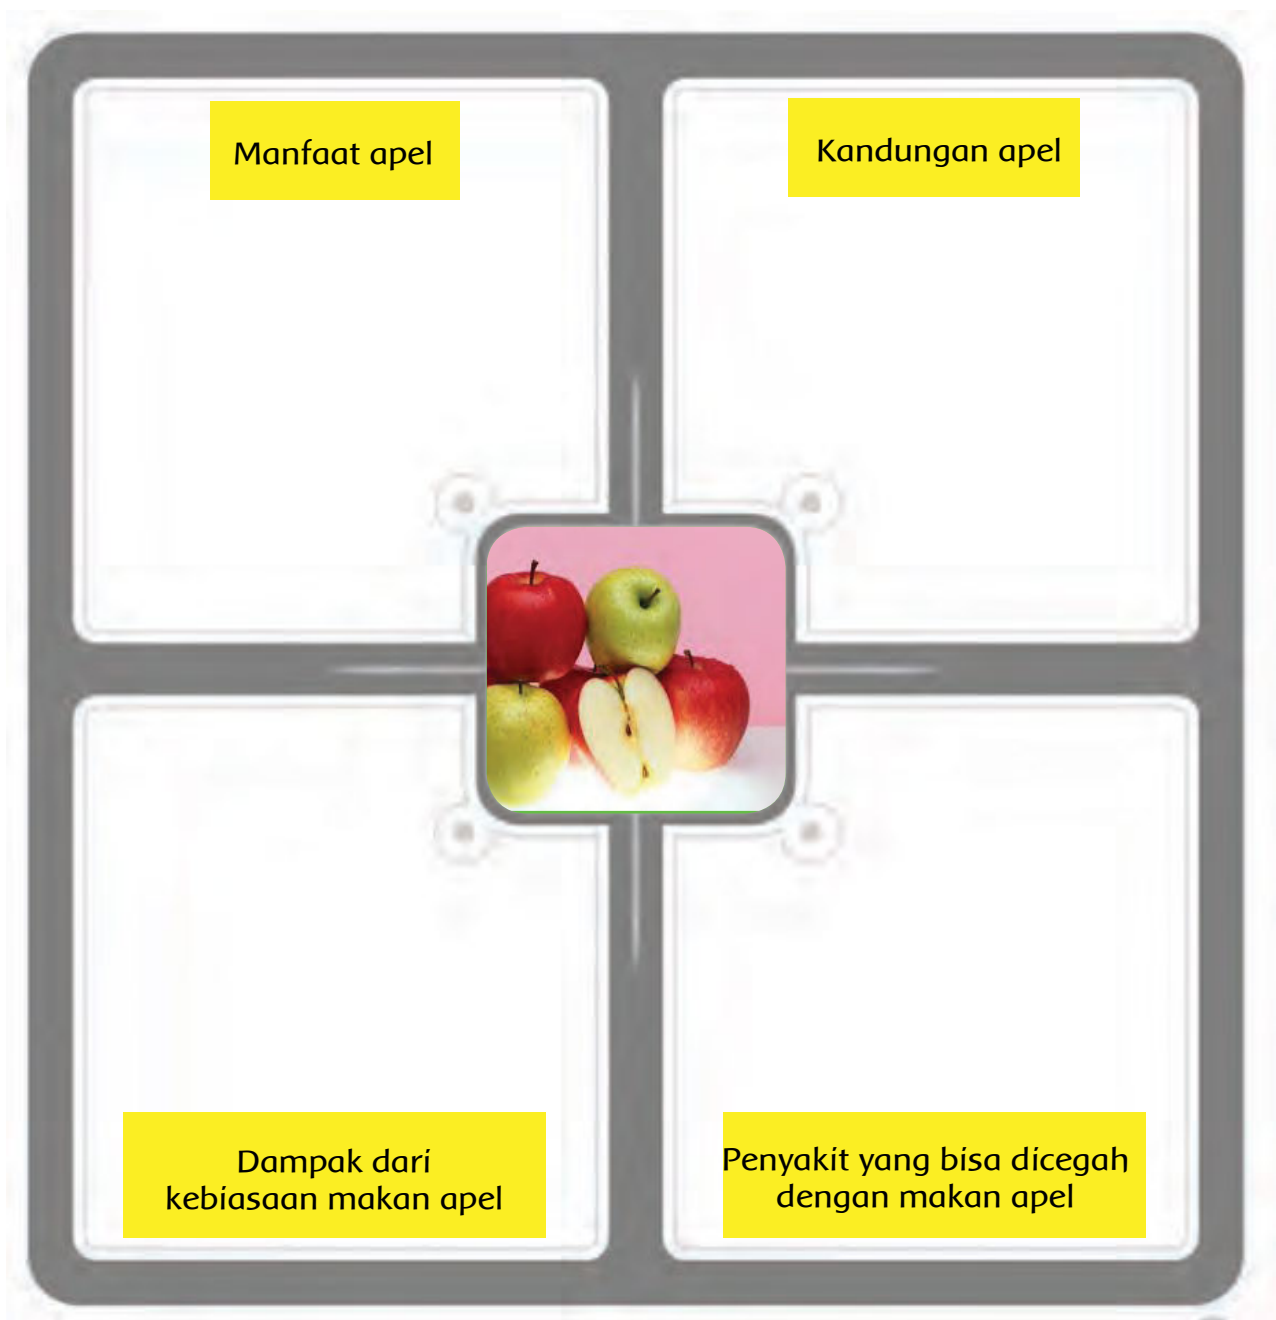 Manfaat apel
Kandungan apel
Dampak dari
kebiasaan makan apel
Penyakit yang bisa dicegah
dengan makan apel